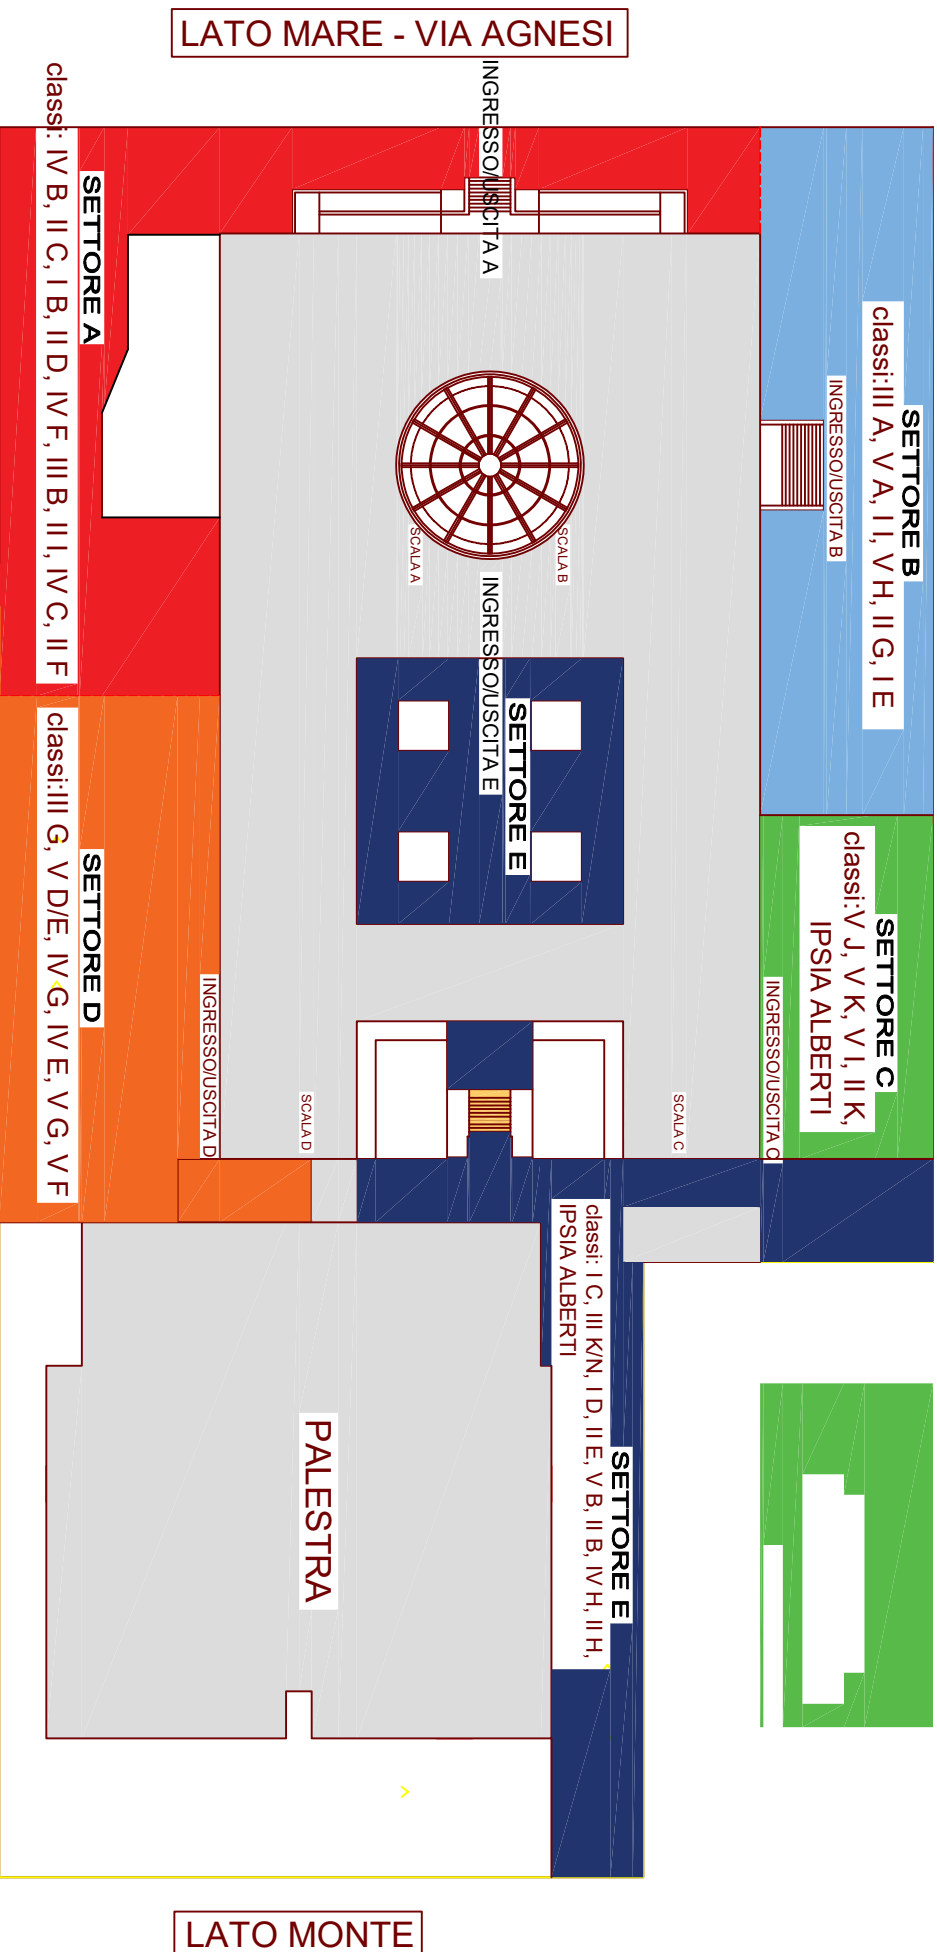 LATO MARE - VIA AGNESI
INGRESSO/USCITA A
SETTORE A
classi: IV B, II C, I B, II D, IV F, III B, III I, IV C, II F
SETTORE B
classi:III A, V A, I I, V H, II G, I E
INGRESSO/USCITA B
SCALA A
SCALA B
INGRESSO/USCITA E
SETTORE E
SETTORE C
classi:V J, V K, V I, II K,
IPSIA ALBERTI
INGRESSO/USCITA C
SETTORE D
classi:III G, V D/E, IV G, IV E, V G, V F
INGRESSO/USCITA D
SCALA D
SCALA C
SETTORE E
classi: I C, III K/N, I D, II E, V B, II B, IV H, II H,
IPSIA ALBERTI
PALESTRA
LATO MONTE